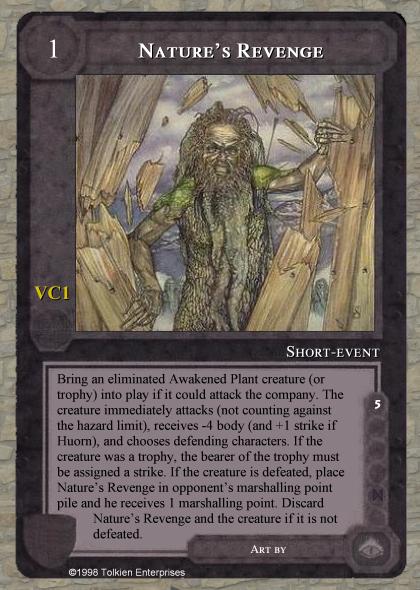 1
NATURE'S REVENGE
VC1
SHORT-EVENT
Bring an eliminated Awakened Plant creature (or
trophy) into play if it could attack the company. The
creature immediately attacks (not counting against
the hazard limit), receives -4 body (and +1 strike if
Huorn), and chooses defending characters. If the
creature was a trophy, the bearer of the trophy must
be assigned a strike. If the creature is defeated, place
Nature's Revenge in opponent's marshalling point
pile and he receives 1 marshalling point. Discard
Nature's Revenge and the creature if it is not
defeated.
5
ART BY
©1998 Tolkien Enterprises